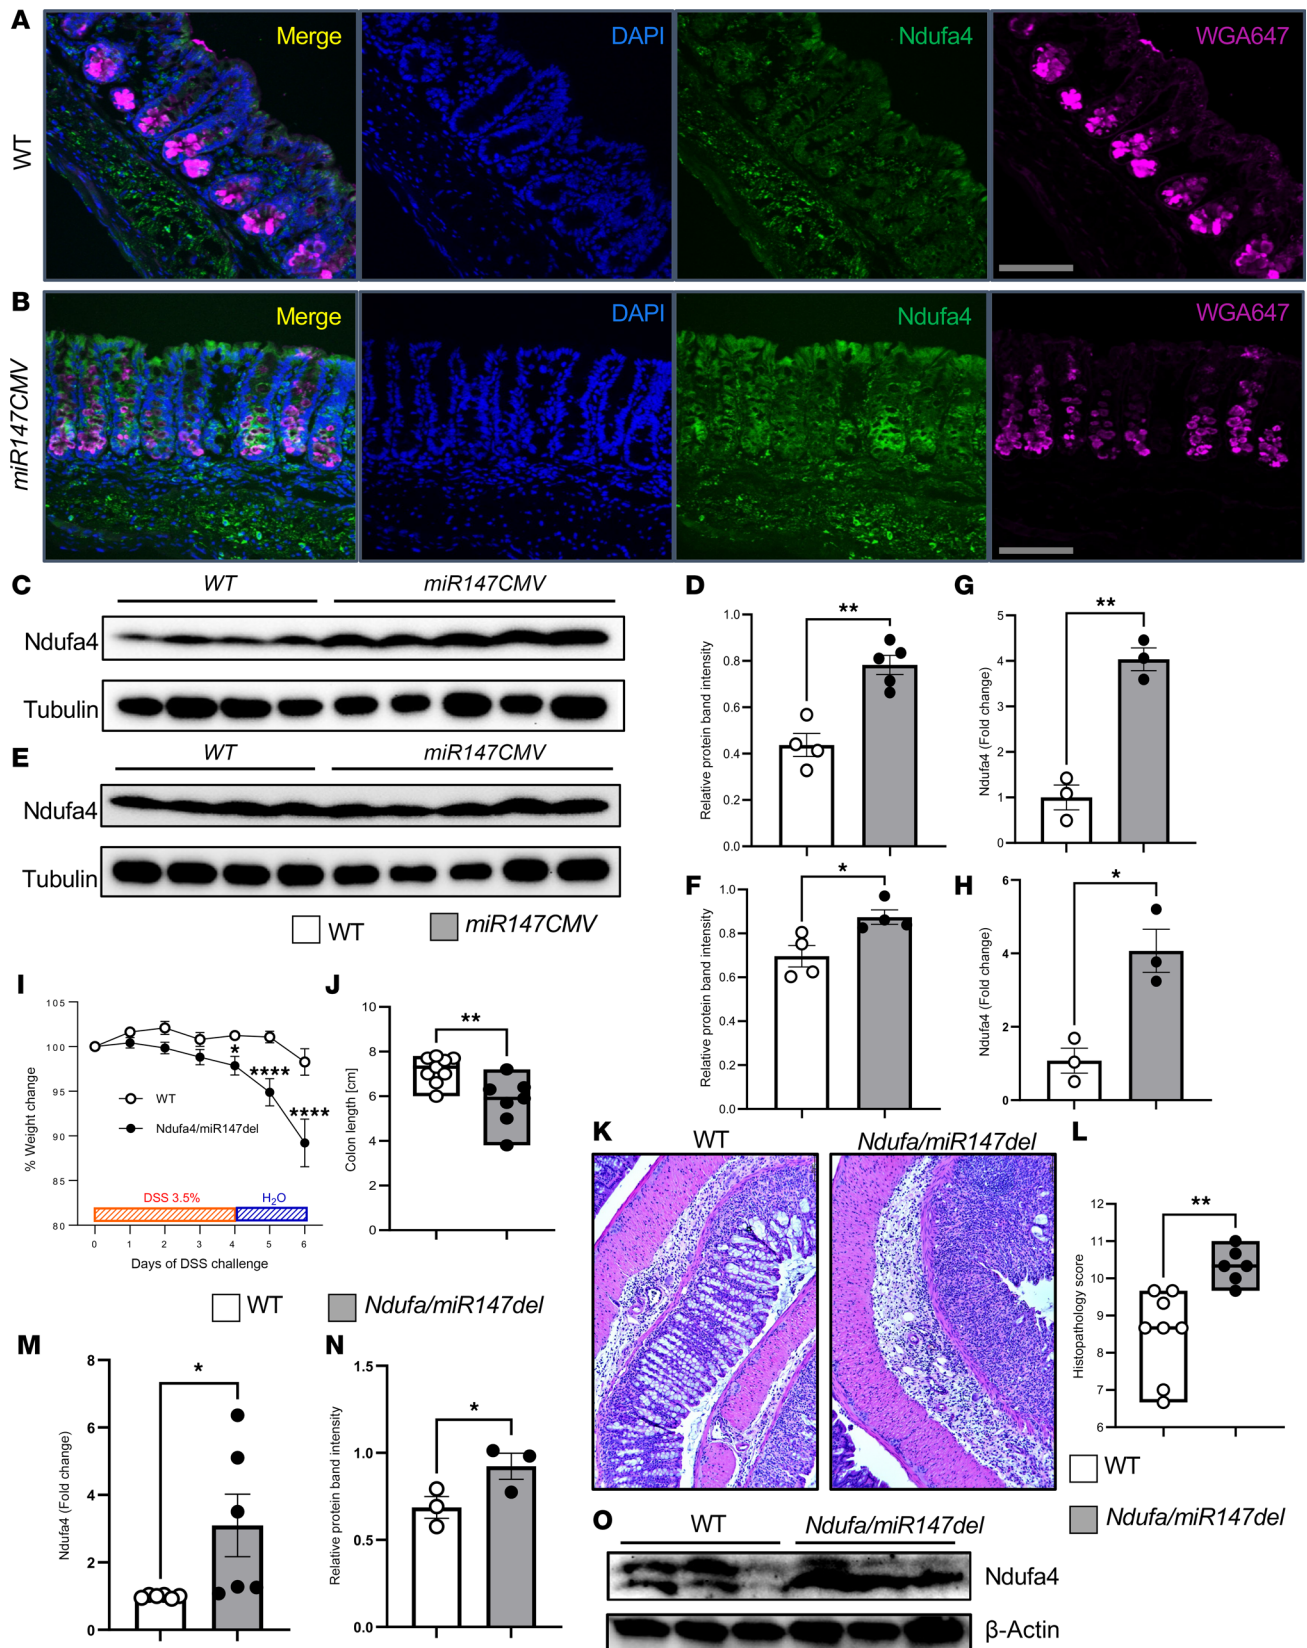 A
WT
Merge
DAPI
Ndufa4
WGA647
B
miR147CMV
Merge
DAPI
Ndufa4
WGA647
C
WT
miR147CMV
Ndufa4
Tubulin
D
Relative protein band intensity
1.0
0.8
0.6
0.4
0.2
0.0
**
G
Ndufa4 (Fold change)
5
4
2
1
0
**
E
WT
miR147CMV
Ndufa4
Tubulin
WT
miR147CMV
F
Relative protein band intensity
1.0
0.8
0.6
0.4
0.2
0.0
*
H
Ndufa4 (Fold change)
6
4
2
0
*
I
% Weight change
105
100
95
90
85
80
*
****
****
WT
Ndufa4/miR147del
DSS 3.5%
H2O
0 1 2 3 4 5 6
Days of DSS challenge
J
Colon length [cm]
10
8
6
4
2
0
**
WT
Ndufa/miR147del
K
WT
Ndufa/miR147del
L
Histopathology score
12
11
10
9
8
7
6
**
WT
Ndufa/miR147del
M
Ndufa4 (Fold change)
8
6
4
2
0
*
N
Relative protein band intensity
1.5
1.0
0.5
0.0
*
O
WT
Ndufa/miR147del
Ndufa4
β-Actin